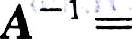 A⁻¹ =